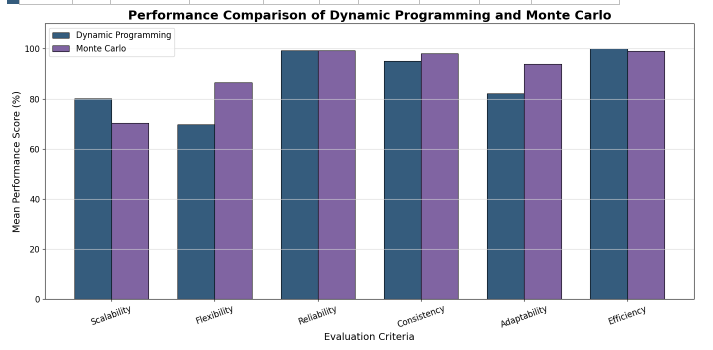 Performance Comparison of Dynamic Programming and Monte Carlo
Dynamic Programming
Monte Carlo
Mean Performance Score (%)
100
80
60
40
20
0
Scalability
Flexibility
Reliability
Consistency
Adaptability
Efficiency
Evaluation Criteria